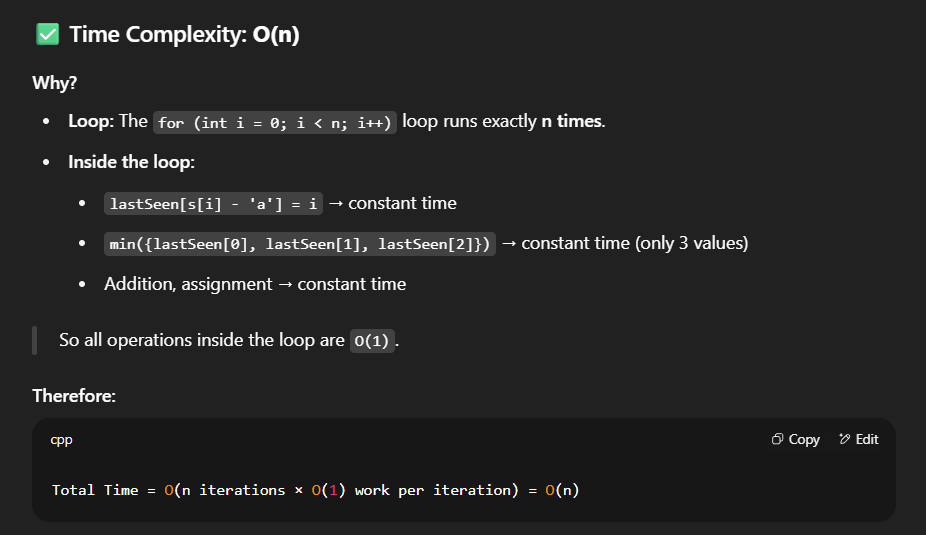 ✅ Time Complexity: O(n)
Why?
• Loop: The for (int i = 0; i < n; i++) loop runs exactly n times.
• Inside the loop:
• lastSeen[s[i] - 'a'] = i → constant time
• min({lastSeen[0], lastSeen[1], lastSeen[2]}) → constant time (only 3 values)
• Addition, assignment → constant time
So all operations inside the loop are O(1).
Therefore:
cpp Copy Edit
Total Time = O(n iterations × O(1) work per iteration) = O(n)